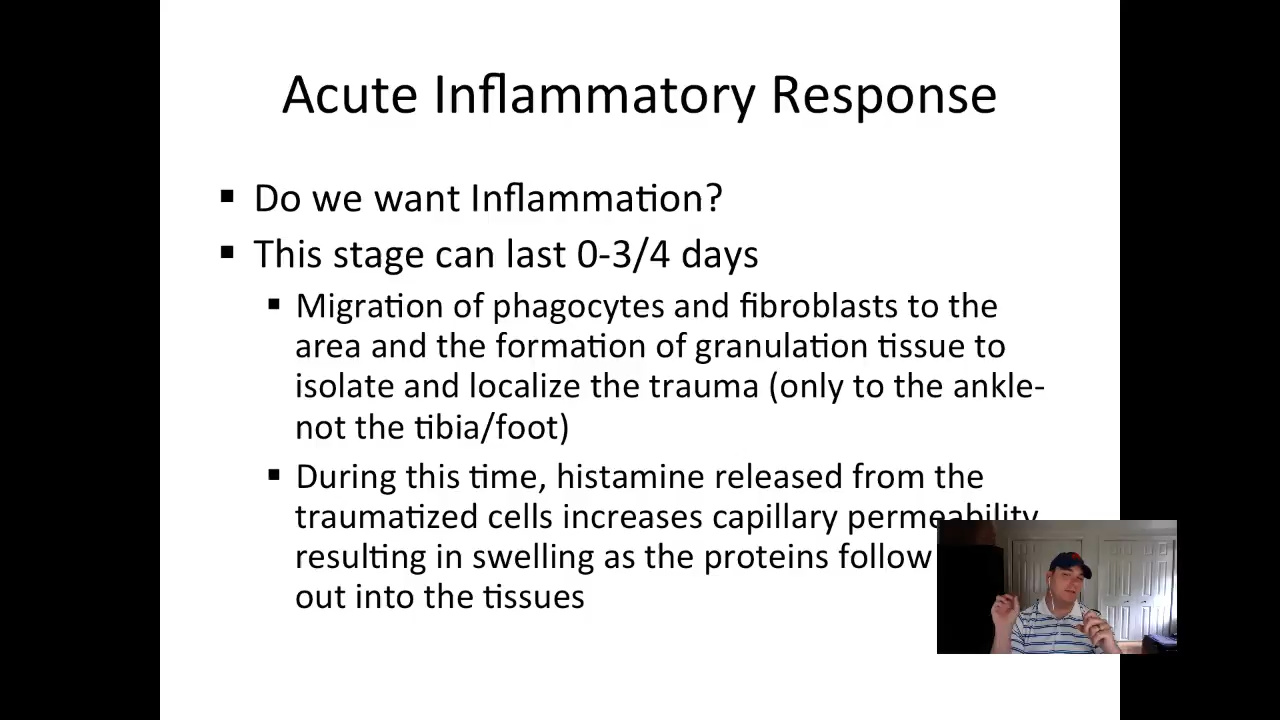 Acute Inflammatory Response
▪ Do we want Inflammation?
▪ This stage can last 0-3/4 days
▪ Migration of phagocytes and fibroblasts to the
area and the formation of granulation tissue to
isolate and localize the trauma (only to the ankle-
not the tibia/foot)
▪ During this time, histamine released from the
traumatized cells increases capillary permeability
resulting in swelling as the proteins follow
out into the tissues